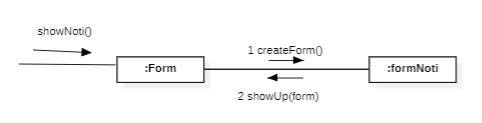 showNoti()
1 createForm()
:Form
:formNoti
2 showUp(form)